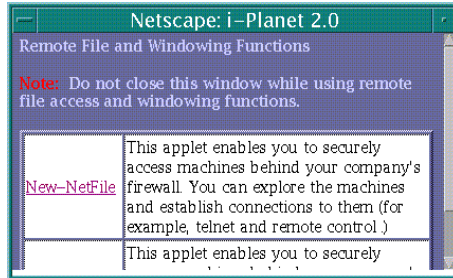 Netscape: i-Planet 2.0
Remote File and Windowing Functions
Note: Do not close this window while using remote
file access and windowing functions.
New-NetFile
This applet enables you to securely
access machines behind your company's
firewall. You can explore the machines
and establish connections to them (for
example, telnet and remote control.)
This applet enables you to securely